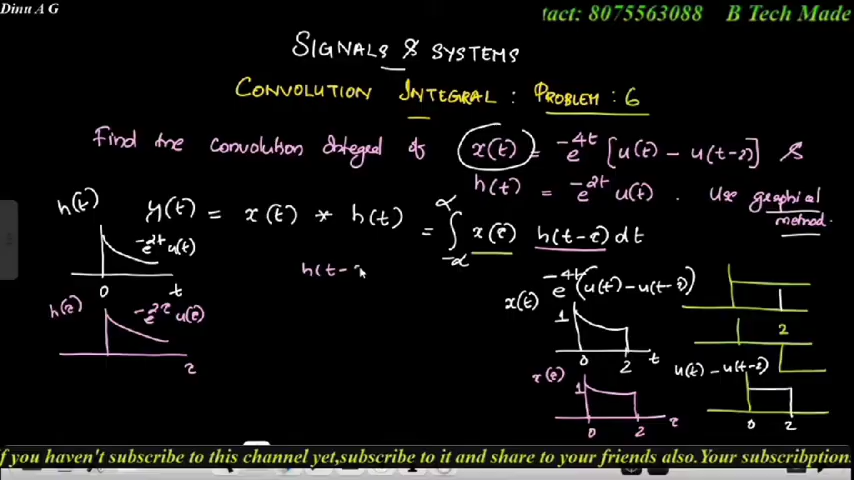 Dinu A G
tact: 8075563088 B Tech Made
SIGNALS & SYSTEMS
CONVOLUTION INTEGRAL : PROBLEM : 6
Find the convolution Integral of x(t) = e^-4t [u(t) - u(t-2)] &
h(t) = e^-2t u(t). Use graphical
method.
h(t)
y(t) = x(t) * h(t) = ∫ x(τ) h(t-τ) dt
α
-α
e^-2t u(t)
0 t
h(t-
h(τ)
e^-2τ u(τ)
τ
x(t)
e^-4t (u(t) - u(t-2))
1
0 2 t
2
u(t) - u(t-2)
0 2
x(τ)
1
0 2 τ
f you haven't subscribe to this channel yet,subscribe to it and share to your friends also.Your subscribption